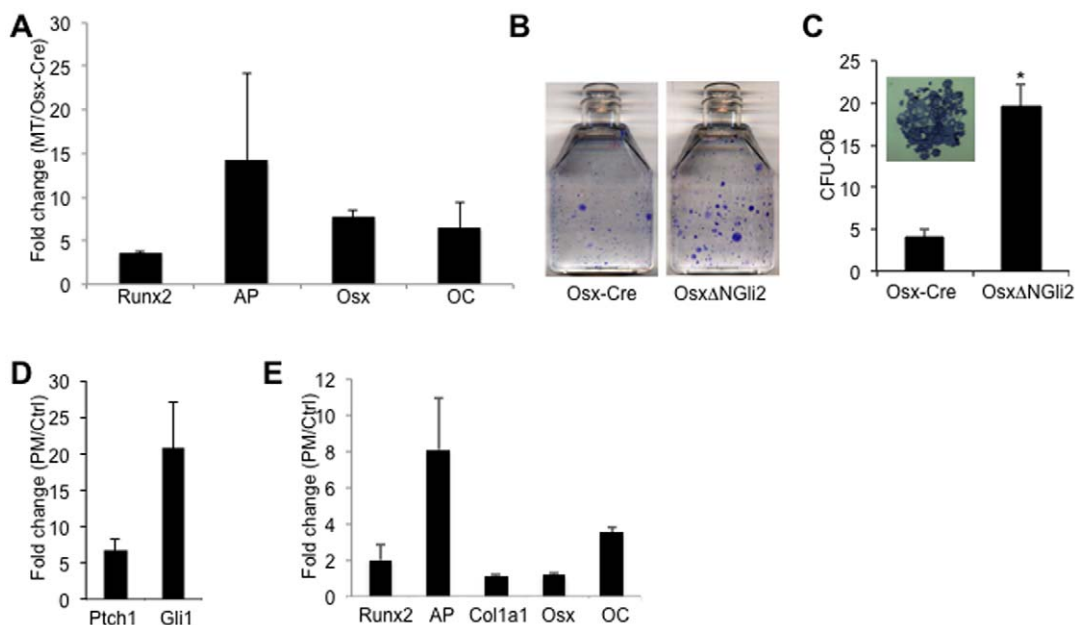 A
Fold change (MT/Osx-Cre)
30
25
20
15
10
5
0
Runx2 AP Osx OC
B
Osx-Cre OsxΔNGli2
C
CFU-OB
25
20
15
10
5
0
*
Osx-Cre OsxΔNGli2
D
Fold change (PM/Ctrl)
30
25
20
15
10
5
0
Ptch1 Gli1
E
Fold change (PM/Ctrl)
12
10
8
6
4
2
0
Runx2 AP Col1a1 Osx OC